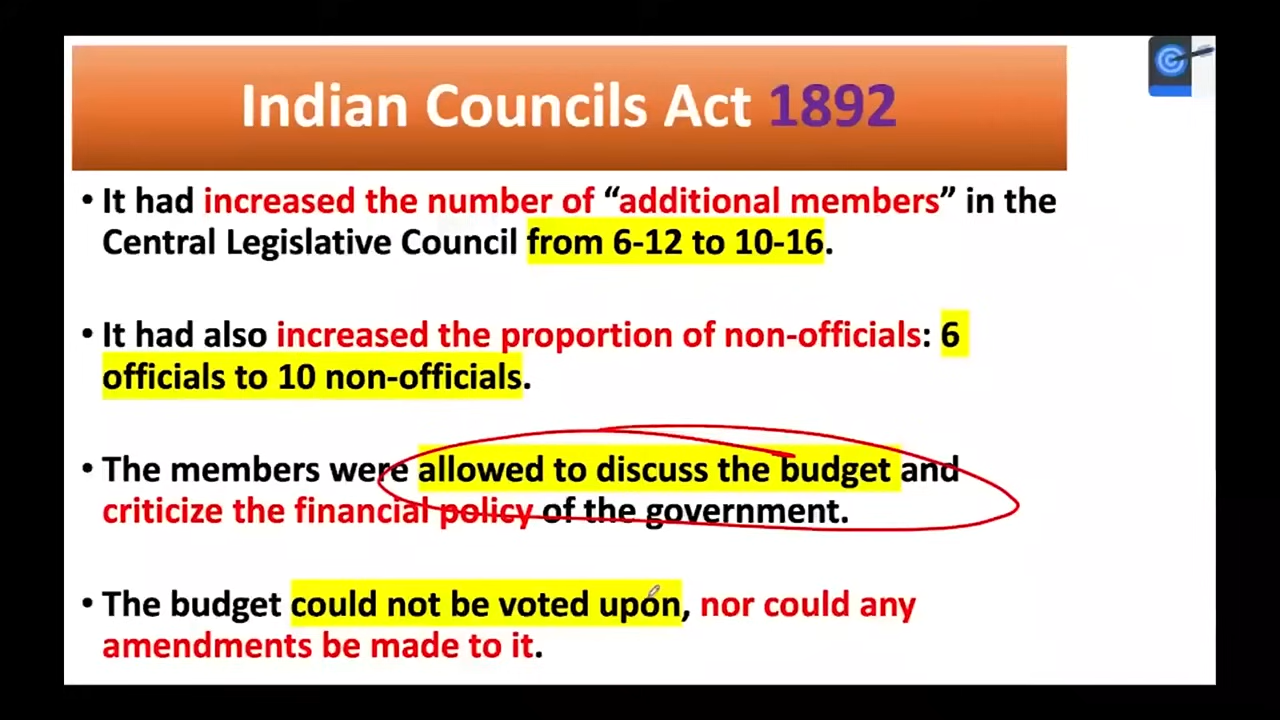 Indian Councils Act 1892
• It had increased the number of “additional members” in the
Central Legislative Council from 6-12 to 10-16.
• It had also increased the proportion of non-officials: 6
officials to 10 non-officials.
• The members were allowed to discuss the budget and
criticize the financial policy of the government.
• The budget could not be voted upon, nor could any
amendments be made to it.